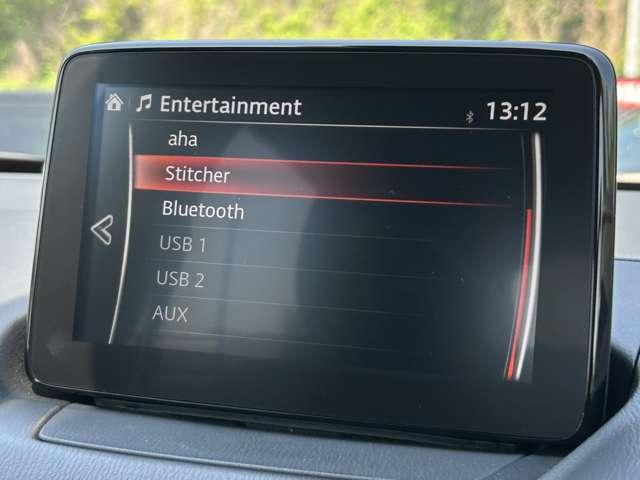 Entertainment 13:12
aha
Stitcher
Bluetooth
USB 1
USB 2
AUX